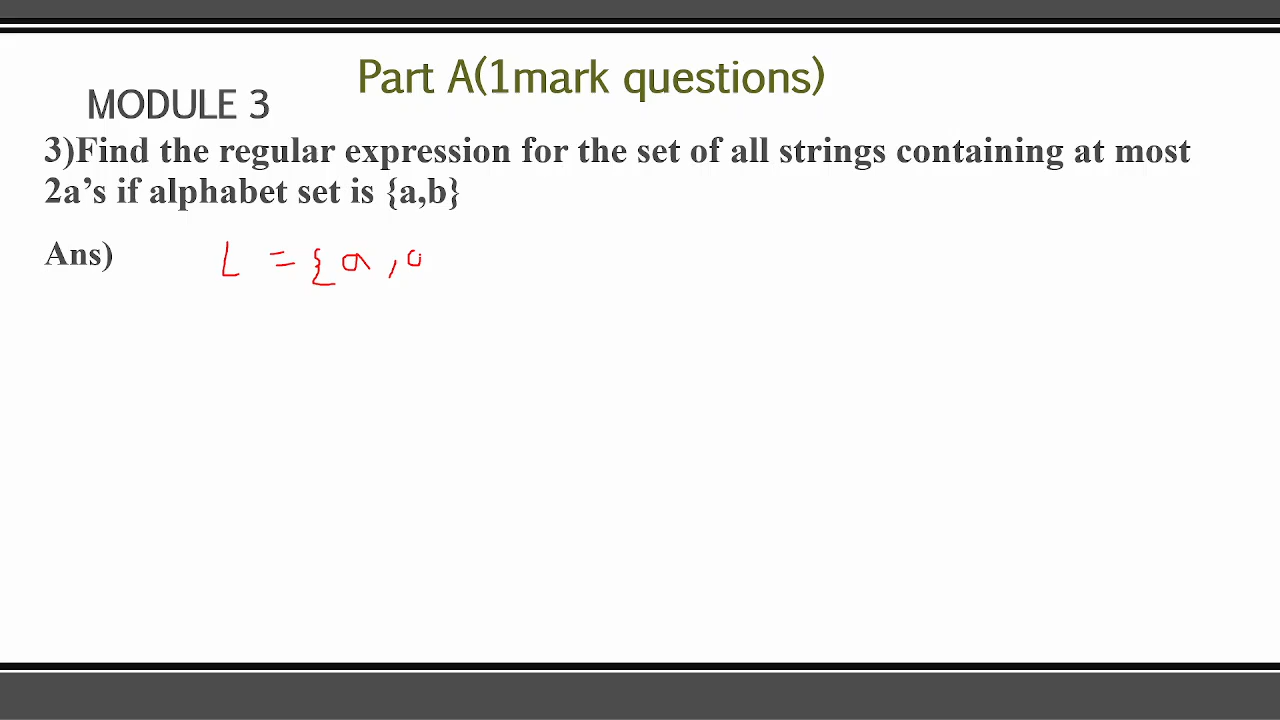 Part A(1mark questions)
MODULE 3
3)Find the regular expression for the set of all strings containing at most
2a’s if alphabet set is {a,b}
Ans) L = {a ,